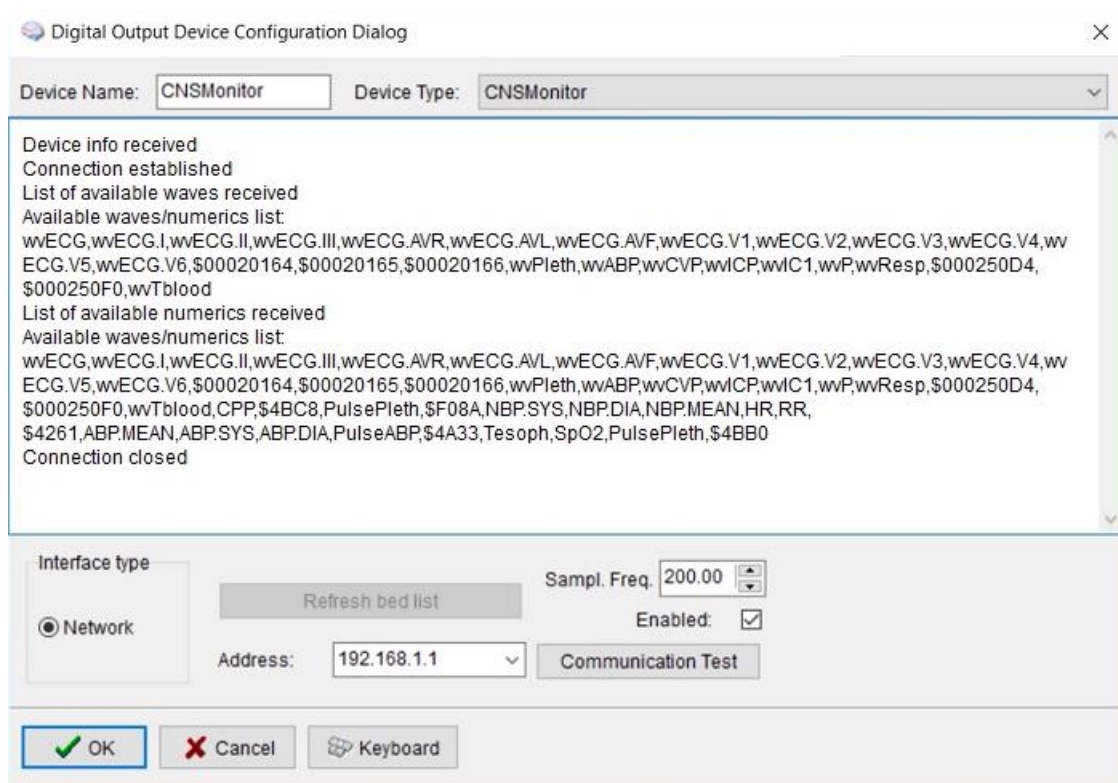 Digital Output Device Configuration Dialog
Device Name: CNSMonitor Device Type: CNSMonitor
Device info received
Connection established
List of available waves received
Available waves/numerics list:
wvECG,wvECG.I,wvECG.II,wvECG.III,wvECG.AVR,wvECG.AVL,wvECG.AVF,wvECG.V1,wvECG.V2,wvECG.V3,wvECG.V4,wv
ECG.V5,wvECG.V6,$00020164,$00020165,$00020166,wvPleth,wvABP,wvCVP,wvICP,wvIC1,wvP,wvResp,$000250D4,
$000250F0,wvTblood
List of available numerics received
Available waves/numerics list:
wvECG,wvECG.I,wvECG.II,wvECG.III,wvECG.AVR,wvECG.AVL,wvECG.AVF,wvECG.V1,wvECG.V2,wvECG.V3,wvECG.V4,wv
ECG.V5,wvECG.V6,$00020164,$00020165,$00020166,wvPleth,wvABP,wvCVP,wvICP,wvIC1,wvP,wvResp,$000250D4,
$000250F0,wvTblood,CPP,$4BC8,PulsePleth,$F08A,NBP.SYS,NBP.DIA,NBP.MEAN,HR,RR,
$4261,ABP.MEAN,ABP.SYS,ABP.DIA,PulseABP,$4A33,Tesoph,SpO2,PulsePleth,$4BB0
Connection closed
Interface type
Network
Refresh bed list
Sampl. Freq. 200.00
Enabled:
Address: 192.168.1.1
Communication Test
OK Cancel Keyboard